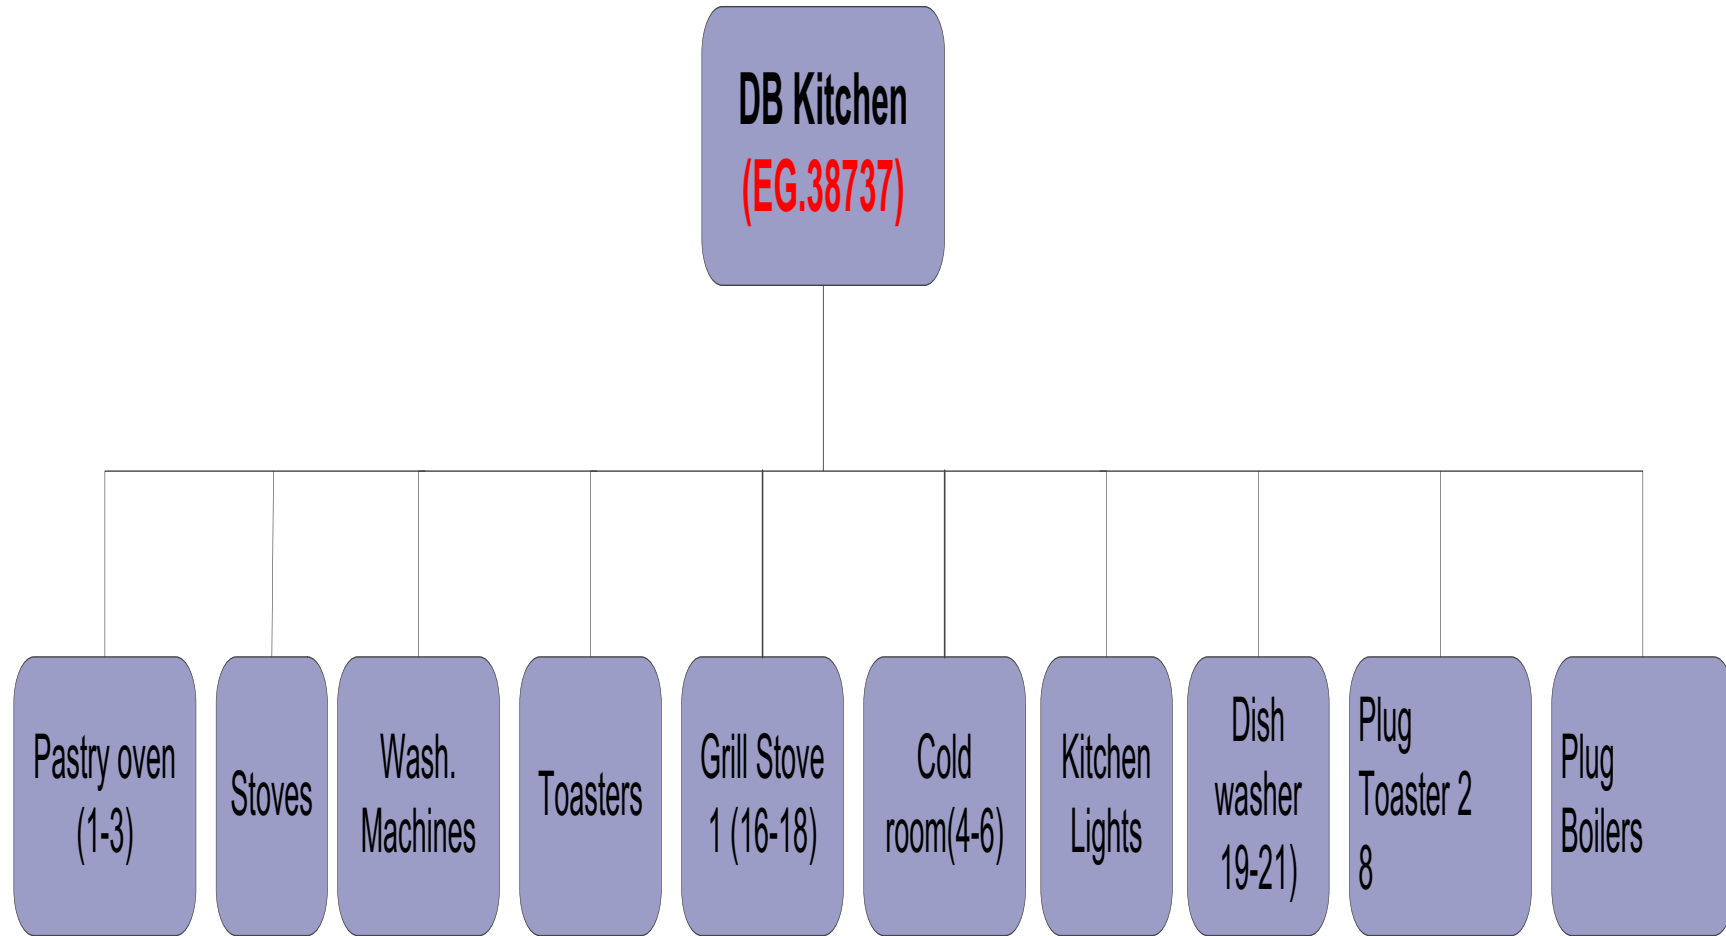 DB Kitchen
(EG.38737)
Pastry oven
(1-3)
Stoves
Wash.
Machines
Toasters
Grill Stove
1 (16-18)
Cold
room(4-6)
Kitchen
Lights
Dish
washer
19-21)
Plug
Toaster 2
8
Plug
Boilers